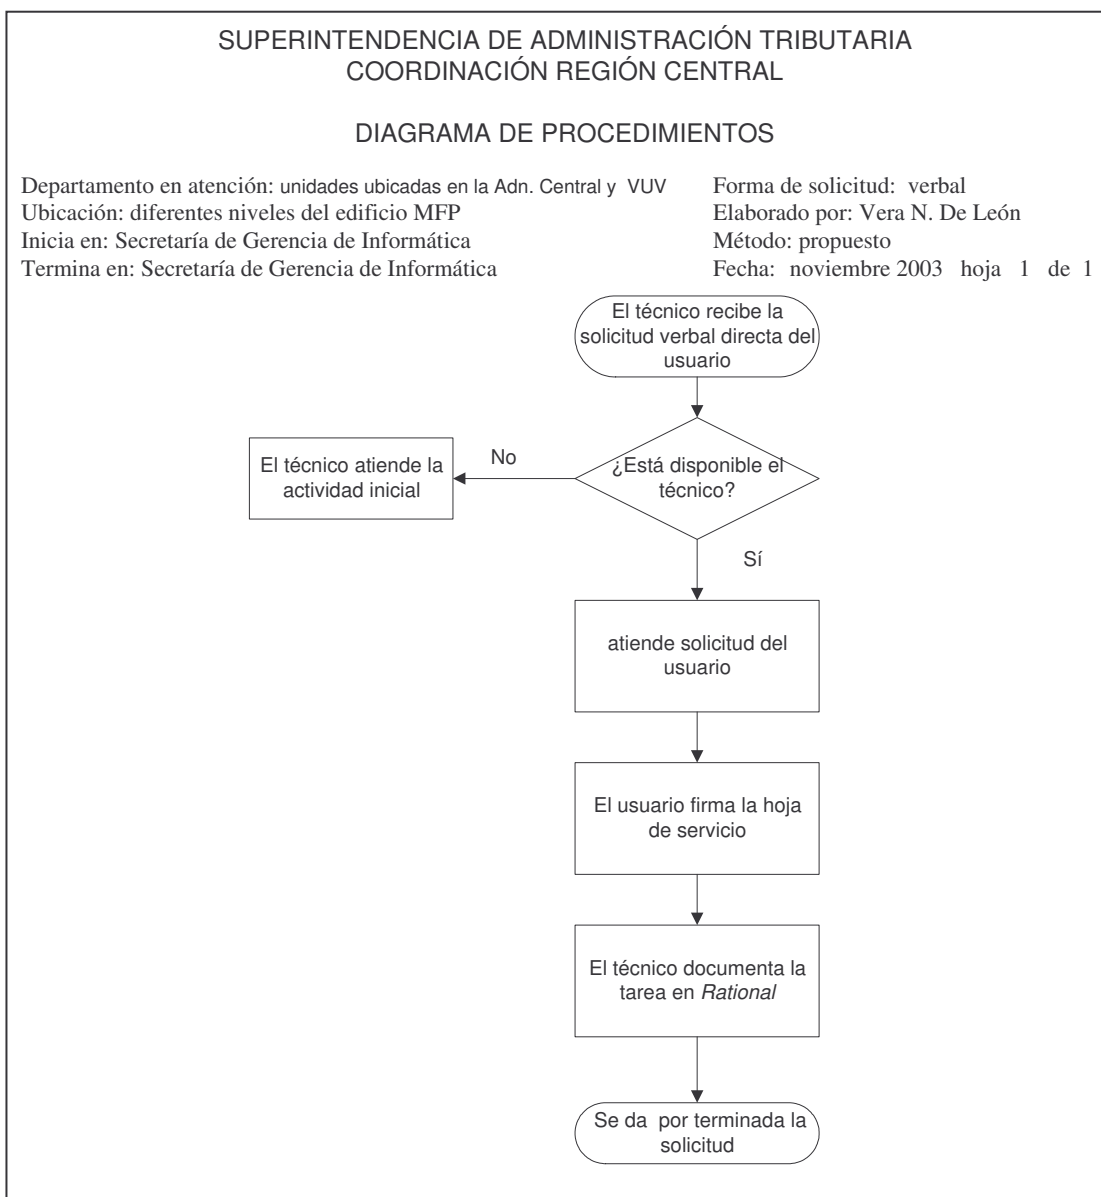 SUPERINTENDENCIA DE ADMINISTRACIÓN TRIBUTARIA
COORDINACIÓN REGIÓN CENTRAL
DIAGRAMA DE PROCEDIMIENTOS
Departamento en atención: unidades ubicadas en la Adn. Central y VUV
Ubicación: diferentes niveles del edificio MFP
Inicia en: Secretaría de Gerencia de Informática
Termina en: Secretaría de Gerencia de Informática
Forma de solicitud: verbal
Elaborado por: Vera N. De León
Método: propuesto
Fecha: noviembre 2003 hoja 1 de 1
El técnico recibe la
solicitud verbal directa del
usuario
¿Está disponible el
técnico?
No
El técnico atiende la
actividad inicial
Sí
atiende solicitud del
usuario
El usuario firma la hoja
de servicio
El técnico documenta la
tarea en Rational
Se da por terminada la
solicitud